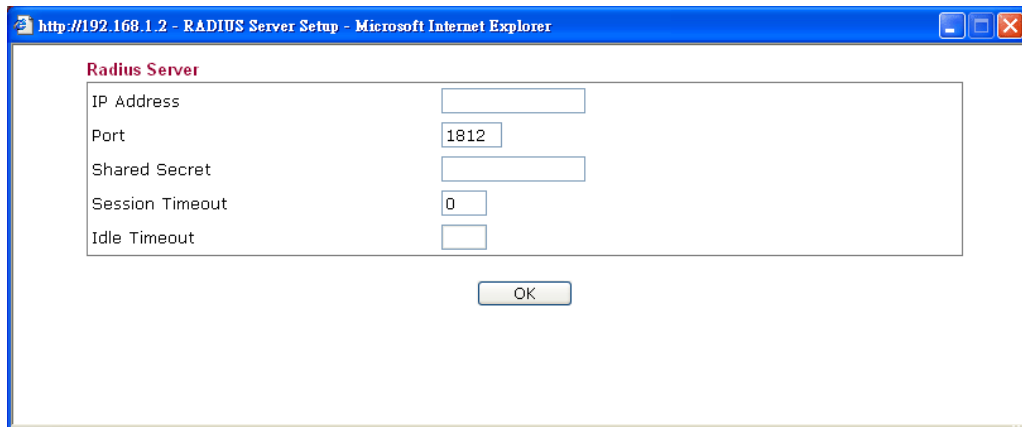 http://192.168.1.2 - RADIUS Server Setup - Microsoft Internet Explorer
Radius Server
IP Address
Port 1812
Shared Secret
Session Timeout 0
Idle Timeout
OK